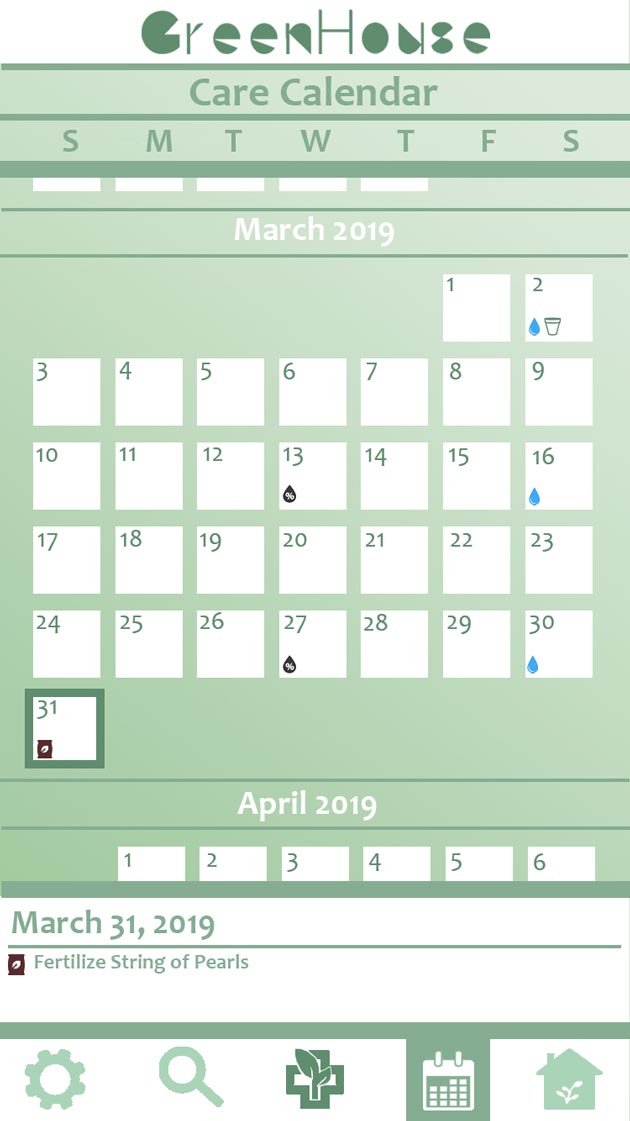 GreenHouse
Care Calendar
S M T W T F S
March 2019
1 2
3 4 5 6 7 8 9
10 11 12 13 14 15 16
% 
17 18 19 20 21 22 23
24 25 26 27 28 29 30
%
31
April 2019
1 2 3 4 5 6
March 31, 2019
Fertilize String of Pearls